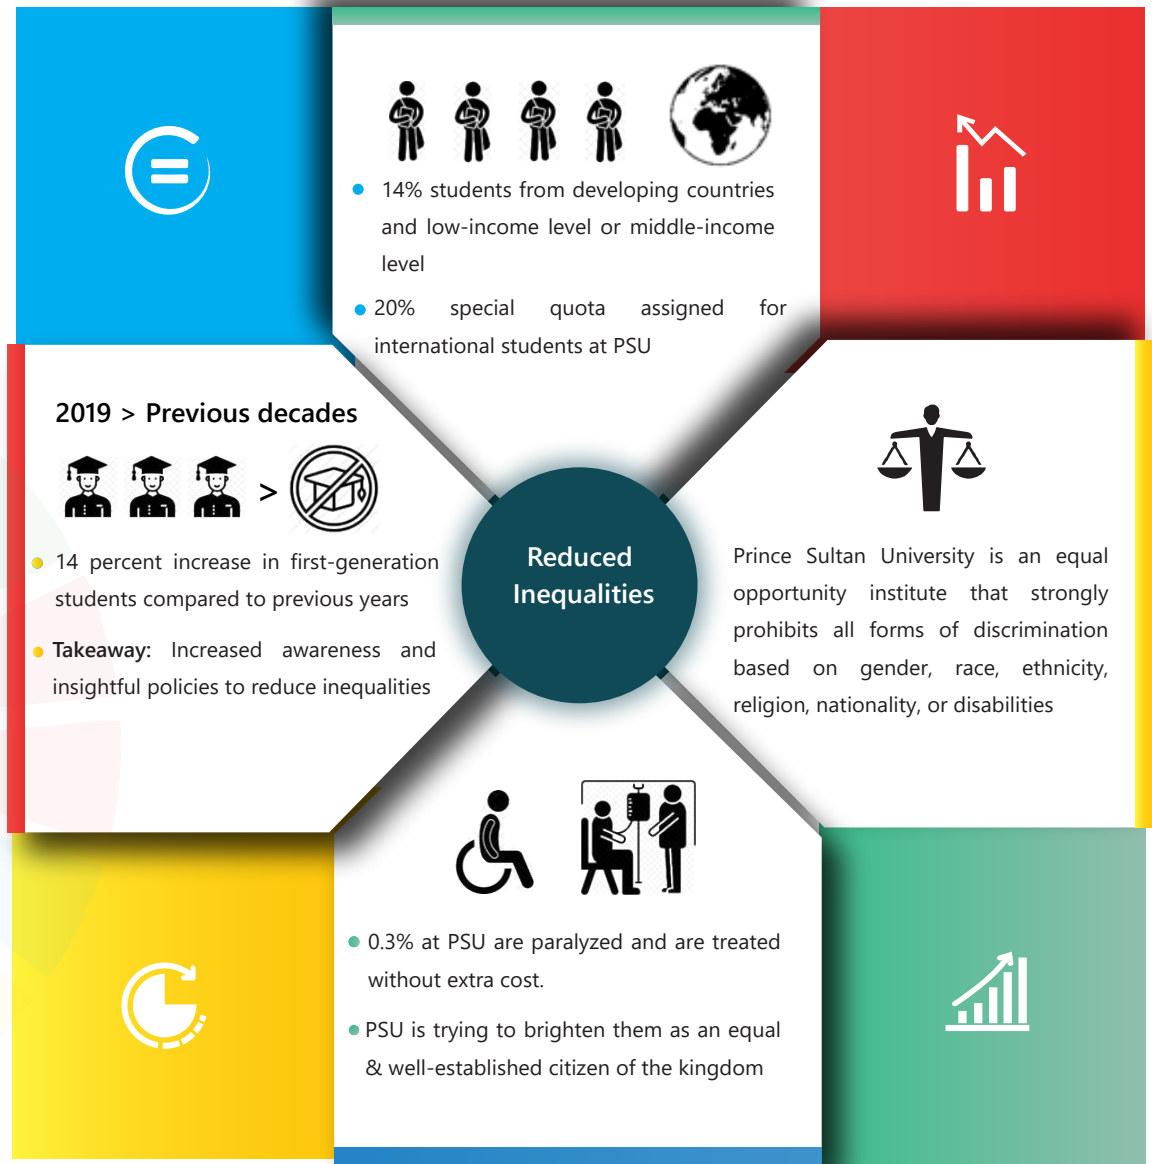 14% students from developing countries
and low-income level or middle-income
level
20% special quota assigned for
international students at PSU
2019 > Previous decades
>
14 percent increase in first-generation
students compared to previous years
Takeaway: Increased awareness and
insightful policies to reduce inequalities
Reduced
Inequalities
Prince Sultan University is an equal
opportunity institute that strongly
prohibits all forms of discrimination
based on gender, race, ethnicity,
religion, nationality, or disabilities
0.3% at PSU are paralyzed and are treated
without extra cost.
PSU is trying to brighten them as an equal
& well-established citizen of the kingdom